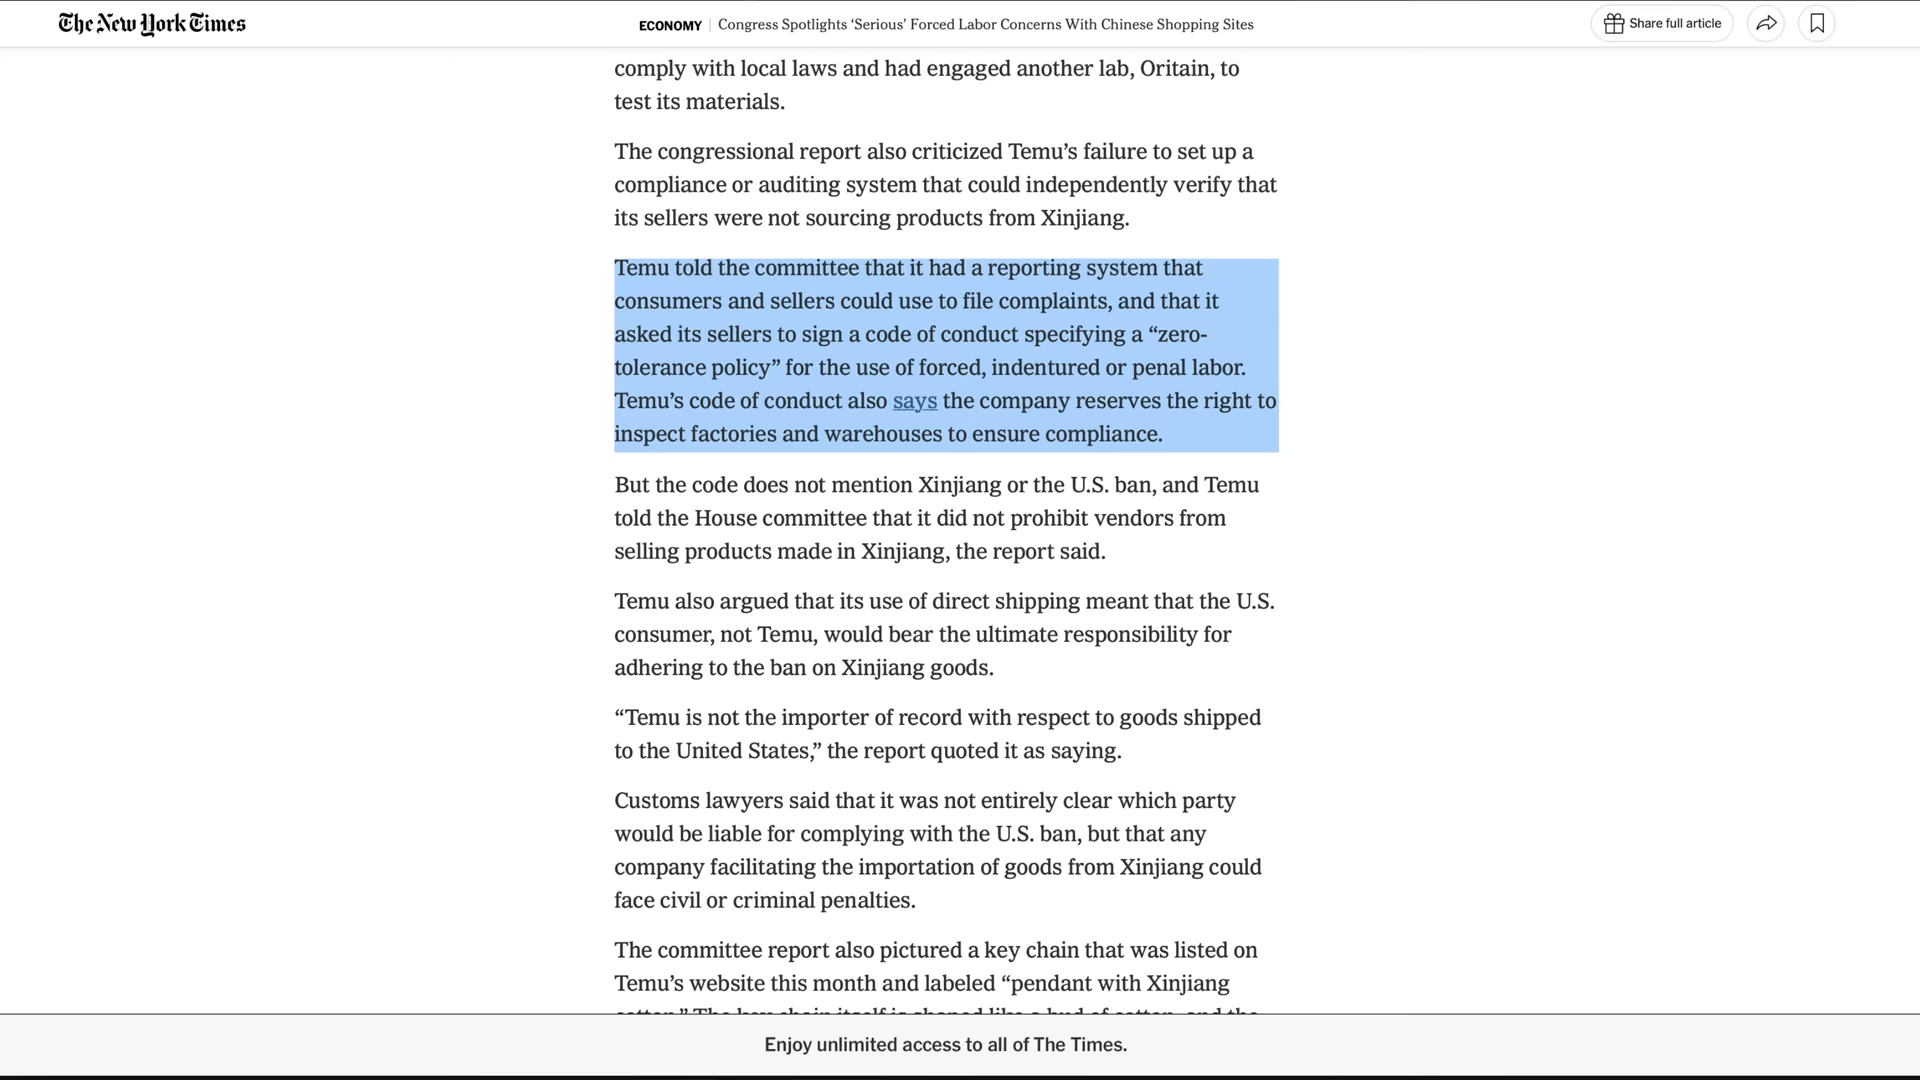 The New York Times
ECONOMY | Congress Spotlights ‘Serious’ Forced Labor Concerns With Chinese Shopping Sites
Share full article
comply with local laws and had engaged another lab, Oritain, to
test its materials.
The congressional report also criticized Temu’s failure to set up a
compliance or auditing system that could independently verify that
its sellers were not sourcing products from Xinjiang.
Temu told the committee that it had a reporting system that
consumers and sellers could use to file complaints, and that it
asked its sellers to sign a code of conduct specifying a “zero-
tolerance policy” for the use of forced, indentured or penal labor.
Temu’s code of conduct also says the company reserves the right to
inspect factories and warehouses to ensure compliance.
But the code does not mention Xinjiang or the U.S. ban, and Temu
told the House committee that it did not prohibit vendors from
selling products made in Xinjiang, the report said.
Temu also argued that its use of direct shipping meant that the U.S.
consumer, not Temu, would bear the ultimate responsibility for
adhering to the ban on Xinjiang goods.
“Temu is not the importer of record with respect to goods shipped
to the United States,” the report quoted it as saying.
Customs lawyers said that it was not entirely clear which party
would be liable for complying with the U.S. ban, but that any
company facilitating the importation of goods from Xinjiang could
face civil or criminal penalties.
The committee report also pictured a key chain that was listed on
Temu’s website this month and labeled “pendant with Xinjiang
cotton.” The key chain itself is shaped like a bud of cotton, and the
Enjoy unlimited access to all of The Times.